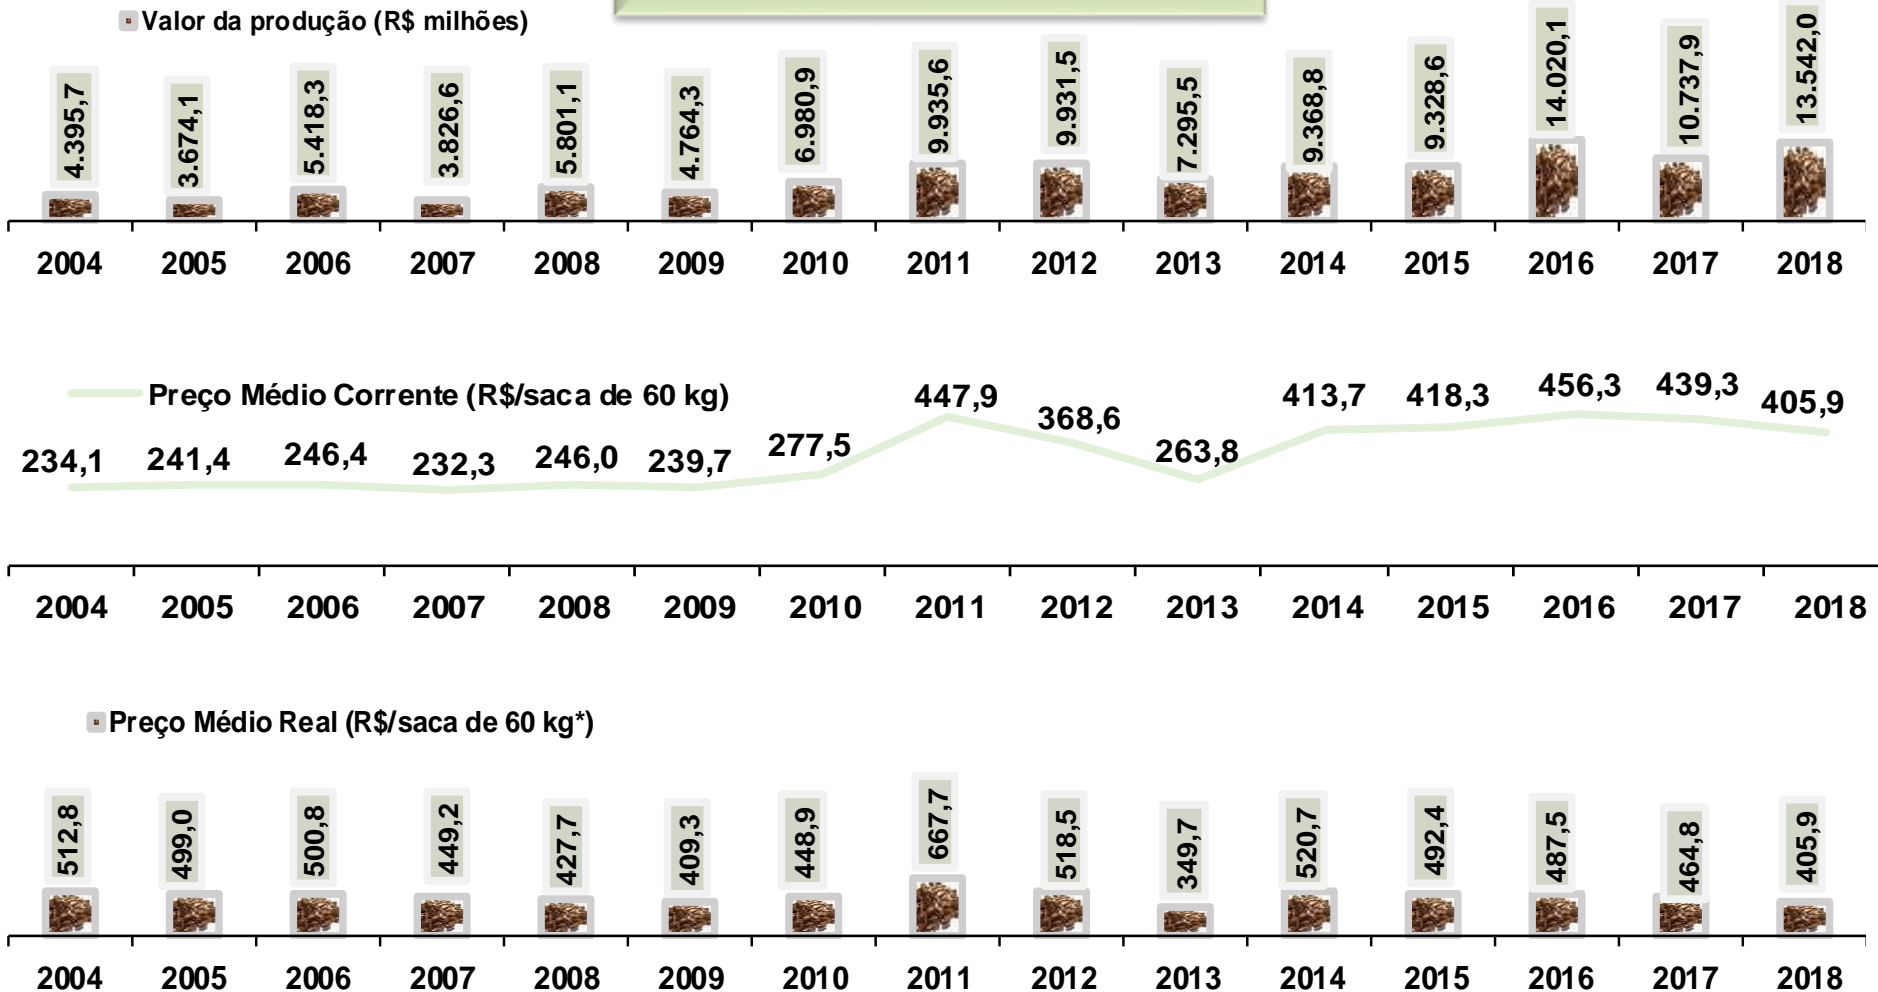 Valor da produção (R$ milhões)
4.395,7 3.674,1 5.418,3 3.826,6 5.801,1 4.764,3 6.980,9 9.935,6 9.931,5 7.295,5 9.368,8 9.328,6 14.020,1 10.737,9 13.542,0
2004 2005 2006 2007 2008 2009 2010 2011 2012 2013 2014 2015 2016 2017 2018
Preço Médio Corrente (R$/saca de 60 kg)
234,1 241,4 246,4 232,3 246,0 239,7 277,5 447,9 368,6 263,8 413,7 418,3 456,3 439,3 405,9
2004 2005 2006 2007 2008 2009 2010 2011 2012 2013 2014 2015 2016 2017 2018
Preço Médio Real (R$/saca de 60 kg*)
512,8 499,0 500,8 449,2 427,7 409,3 448,9 667,7 518,5 349,7 520,7 492,4 487,5 464,8 405,9
2004 2005 2006 2007 2008 2009 2010 2011 2012 2013 2014 2015 2016 2017 2018